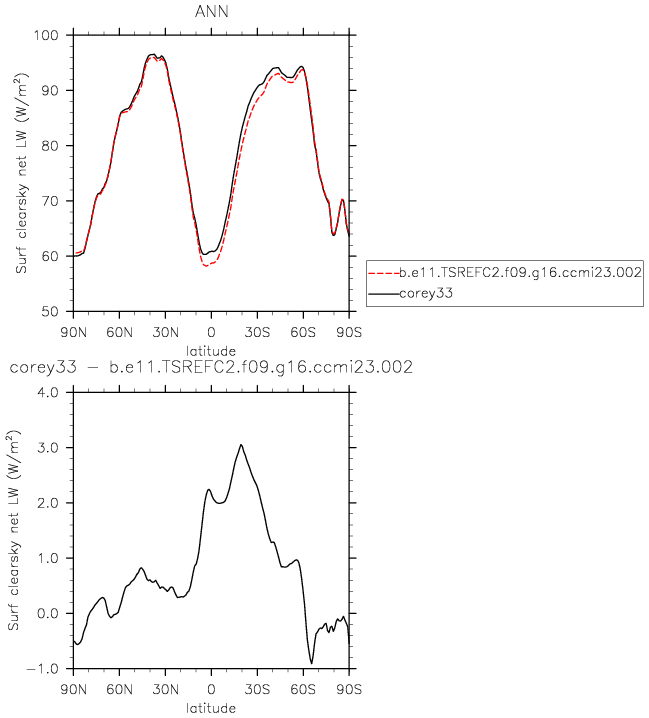 ANN
Surf clearsky net LW (W/m²)
100
90
80
70
60
50
90N 60N 30N 0 30S 60S 90S
latitude
b.e11.TSREFC2.f09.g16.ccmi23.002
corey33
corey33 − b.e11.TSREFC2.f09.g16.ccmi23.002
Surf clearsky net LW (W/m²)
4.0
3.0
2.0
1.0
0.0
−1.0
90N 60N 30N 0 30S 60S 90S
latitude